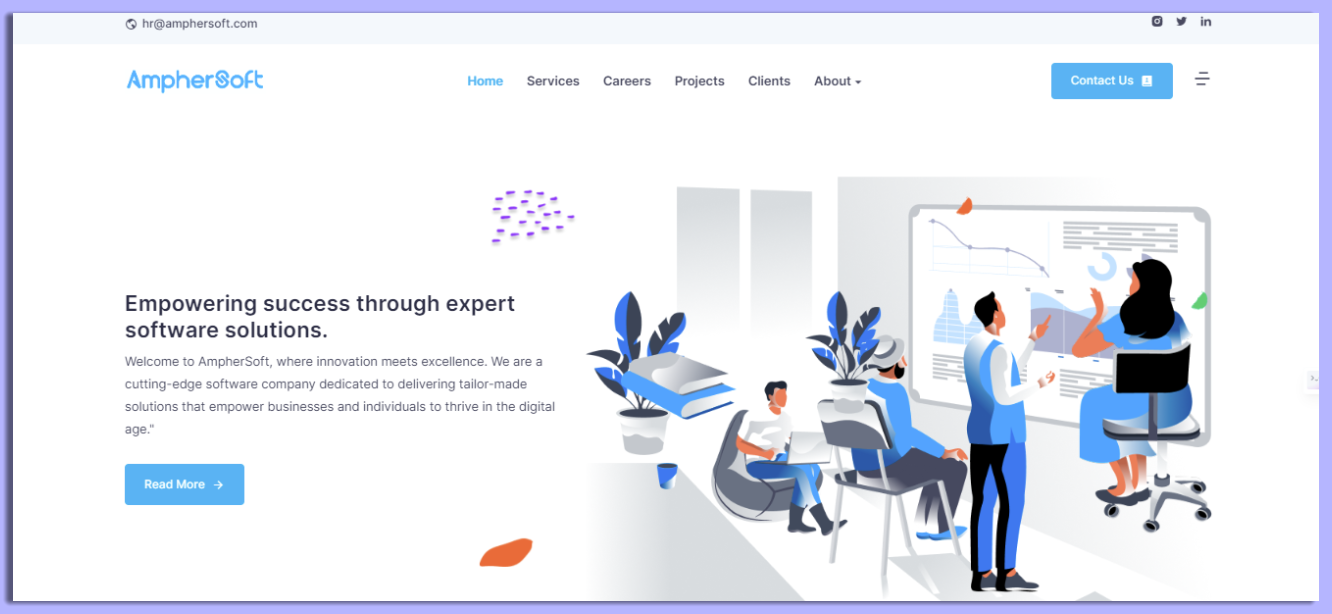 hr@amphersoft.com
AmpherSoft
Home Services Careers Projects Clients About
Contact Us
Empowering success through expert
software solutions.
Welcome to AmpherSoft, where innovation meets excellence. We are a
cutting-edge software company dedicated to delivering tailor-made
solutions that empower businesses and individuals to thrive in the digital
age."
Read More